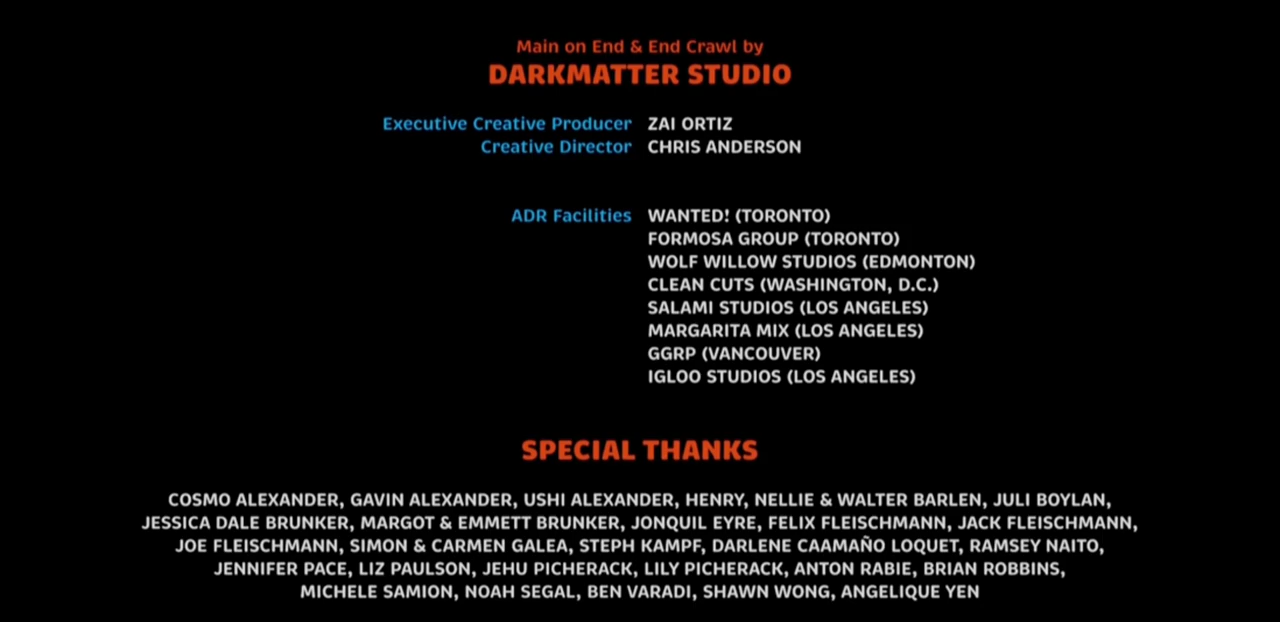 Main on End & End Crawl by
DARKMATTER STUDIO
Executive Creative Producer ZAI ORTIZ
Creative Director CHRIS ANDERSON
ADR Facilities WANTED! (TORONTO)
FORMOSA GROUP (TORONTO)
WOLF WILLOW STUDIOS (EDMONTON)
CLEAN CUTS (WASHINGTON, D.C.)
SALAMI STUDIOS (LOS ANGELES)
MARGARITA MIX (LOS ANGELES)
GGRP (VANCOUVER)
IGLOO STUDIOS (LOS ANGELES)
SPECIAL THANKS
COSMO ALEXANDER, GAVIN ALEXANDER, USHI ALEXANDER, HENRY, NELLIE & WALTER BARLEN, JULI BOYLAN,
JESSICA DALE BRUNKER, MARGOT & EMMETT BRUNKER, JONQUIL EYRE, FELIX FLEISCHMANN, JACK FLEISCHMANN,
JOE FLEISCHMANN, SIMON & CARMEN GALEA, STEPH KAMPF, DARLENE CAAMAÑO LOQUET, RAMSEY NAITO,
JENNIFER PACE, LIZ PAULSON, JEHU PICHERACK, LILY PICHERACK, ANTON RABIE, BRIAN ROBBINS,
MICHELE SAMION, NOAH SEGAL, BEN VARADI, SHAWN WONG, ANGELIQUE YEN